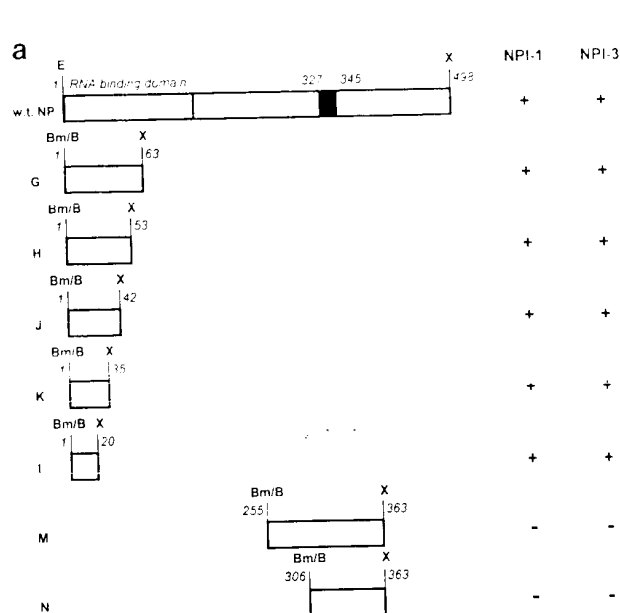 a
NPI-1 NPI-3
E X
1 RNA binding domain 327 345 498
w.t. NP + +
Bm/B X
1 63
G + +
Bm/B X
1 53
H + +
Bm/B X
1 42
J + +
Bm/B X
1 35
K + +
Bm/B X
1 20
I + +
Bm/B X
255 363
M - -
Bm/B X
306 363
N - -